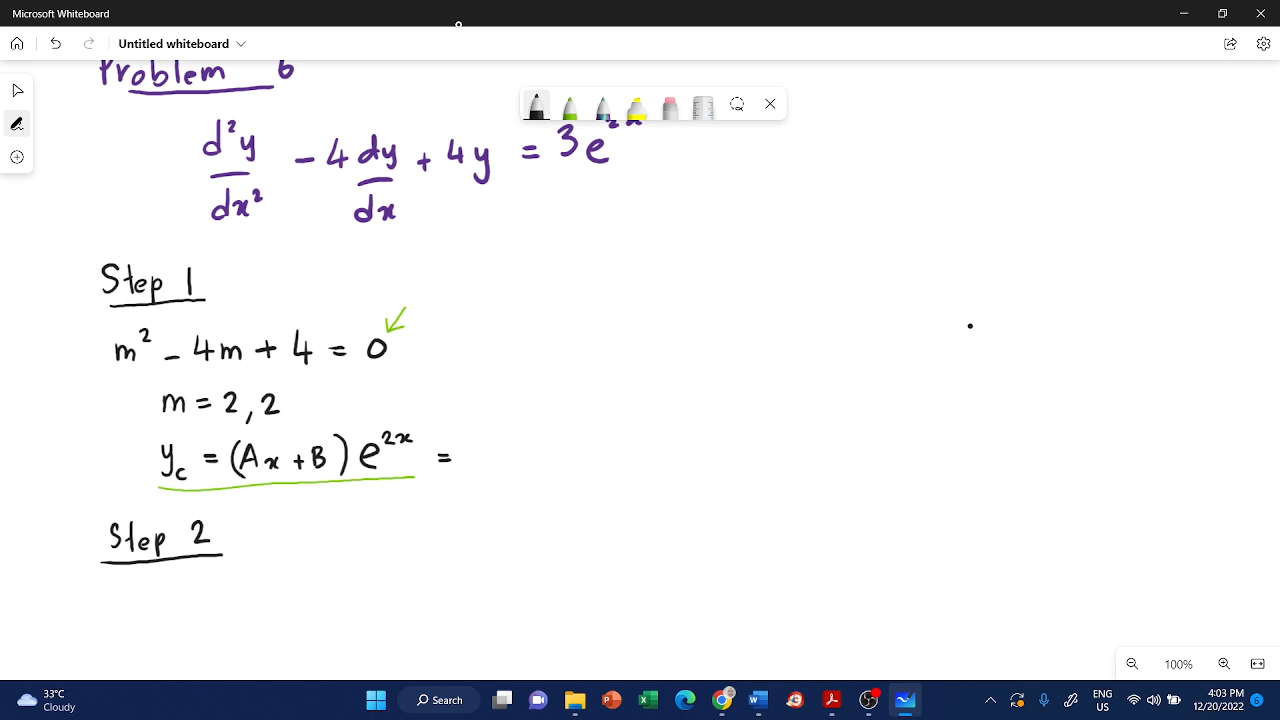 Microsoft Whiteboard
Untitled whiteboard
Problem 6
d²y/dx² - 4 dy/dx + 4y = 3e^2x
Step 1
m² - 4m + 4 = 0
m = 2, 2
y_c = (Ax + B) e^2x =
Step 2
100%
33°C
Cloudy
Search
ENG
US
4:03 PM
12/20/2022
5